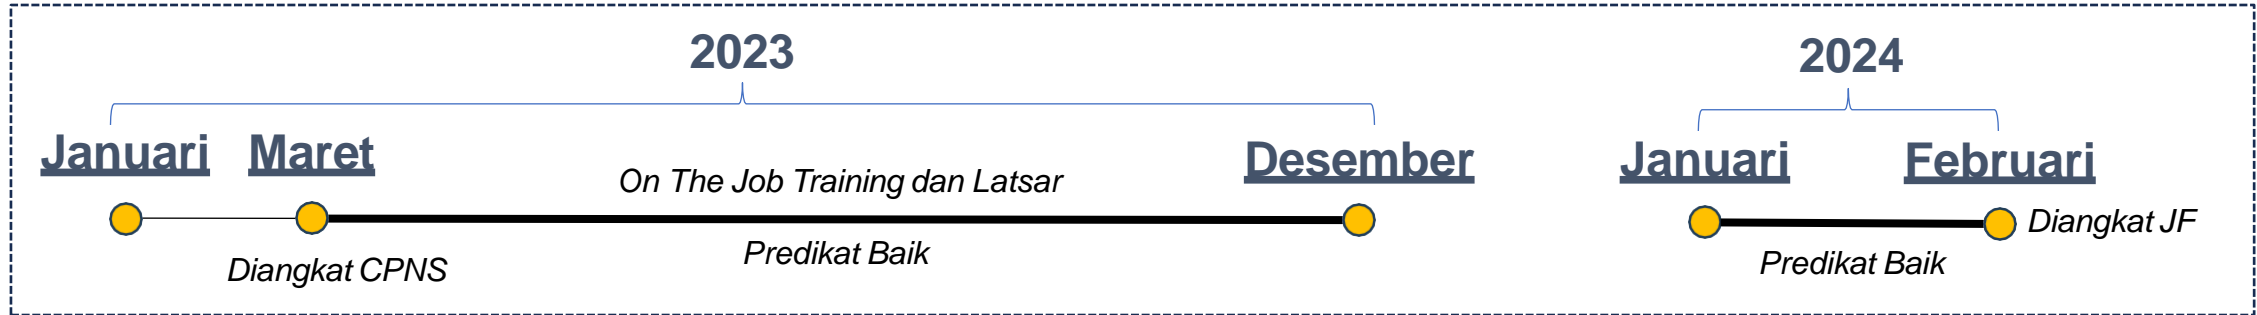 2023
2024
Januari
Maret
Desember
Januari
Februari
On The Job Training dan Latsar
Diangkat JF
Diangkat CPNS
Predikat Baik
Predikat Baik